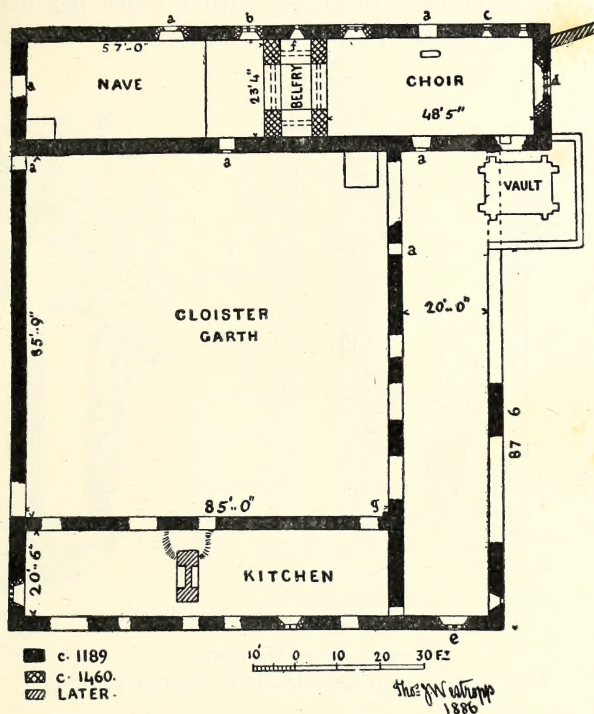 a b a c
57'-0"
f
NAVE
23'4"
BELFRY
CHOIR
d
a
48'5"
a
a
a
VAULT
a
CLOISTER
GARTH
20'-0"
85'-9"
87 6
85'-0" g
20'-6"
KITCHEN
e
c. 1189
c. 1460.
LATER.
10' 0 10 20 30 FT
Thos J Westropp
1886